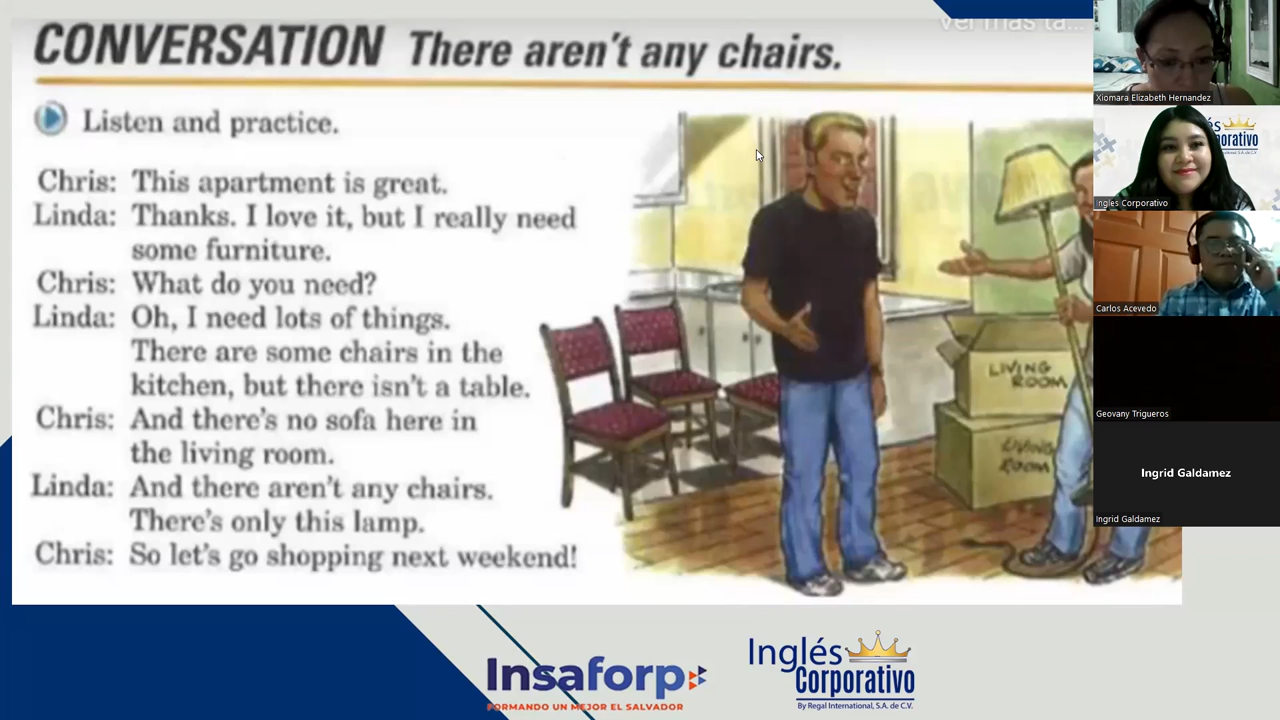 CONVERSATION There aren't any chairs.
Listen and practice.
Chris: This apartment is great.
Linda: Thanks. I love it, but I really need
some furniture.
Chris: What do you need?
Linda: Oh, I need lots of things.
There are some chairs in the
kitchen, but there isn't a table.
Chris: And there's no sofa here in
the living room.
Linda: And there aren't any chairs.
There's only this lamp.
Chris: So let's go shopping next weekend!
LIVING
ROOM
LIVING
ROOM
Xiomara Elizabeth Hernandez
Ingles Corporativo
Carlos Acevedo
Geovany Trigueros
Ingrid Galdamez
Ingrid Galdamez
Insaforp
FORMANDO UN MEJOR EL SALVADOR
Inglés
Corporativo
By Regal International, S.A. de C.V.